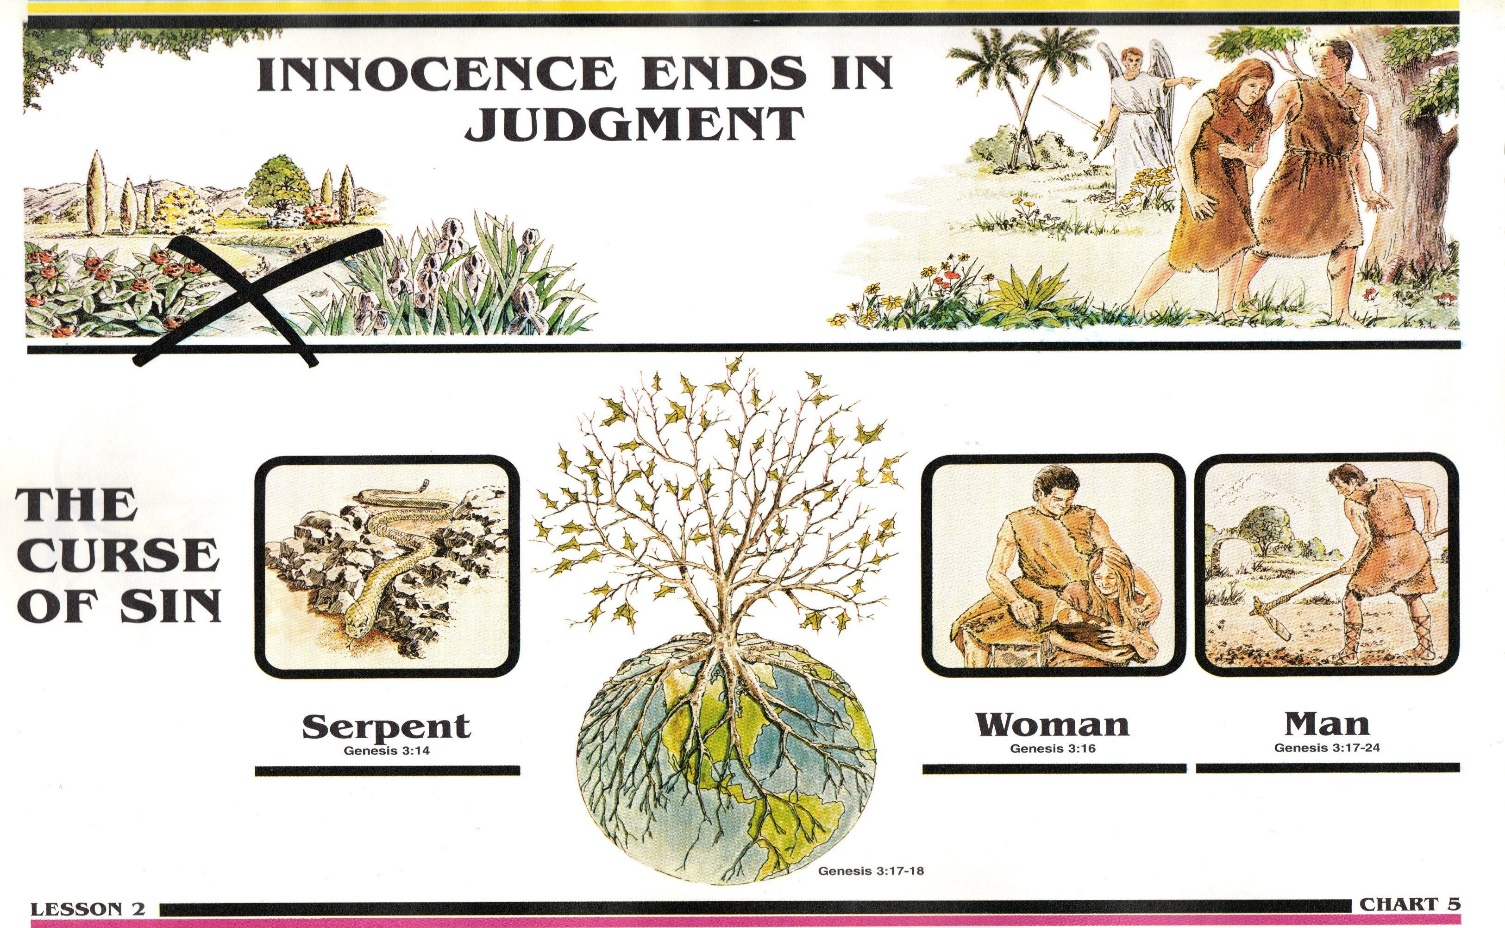 INNOCENCE ENDS IN
JUDGMENT
THE
CURSE
OF SIN
Serpent
Genesis 3:14
Genesis 3:17-18
Woman
Genesis 3:16
Man
Genesis 3:17-24
LESSON 2
CHART 5